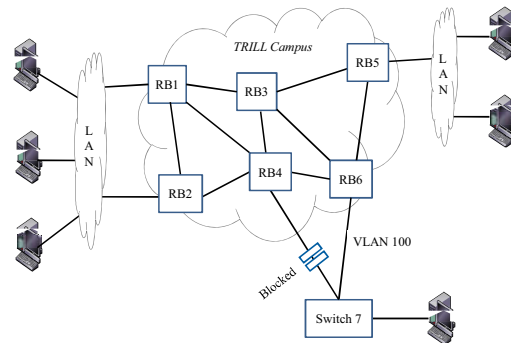 TRILL Campus
RB5
RB1
RB3
L
A
N
L
A
N
RB4
RB6
RB2
VLAN 100
Blocked
Switch 7